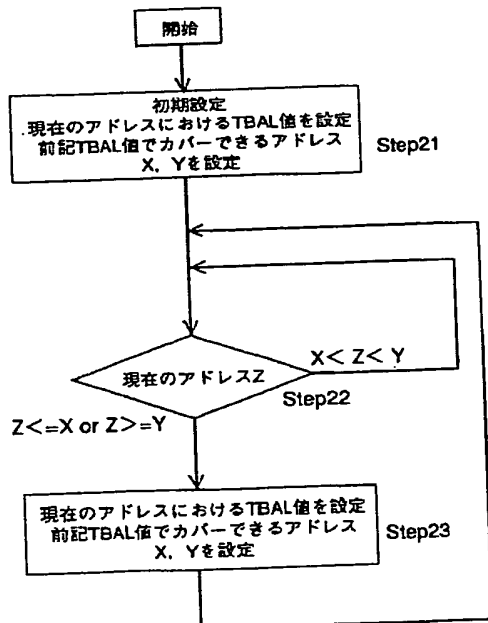 開始
初期設定
現在のアドレスにおけるTBAL値を設定
前記TBAL値でカバーできるアドレス
X，Yを設定
Step21
X< Z< Y
現在のアドレスZ
Step22
Z<=X or Z>=Y
現在のアドレスにおけるTBAL値を設定
前記TBAL値でカバーできるアドレス
X，Yを設定
Step23